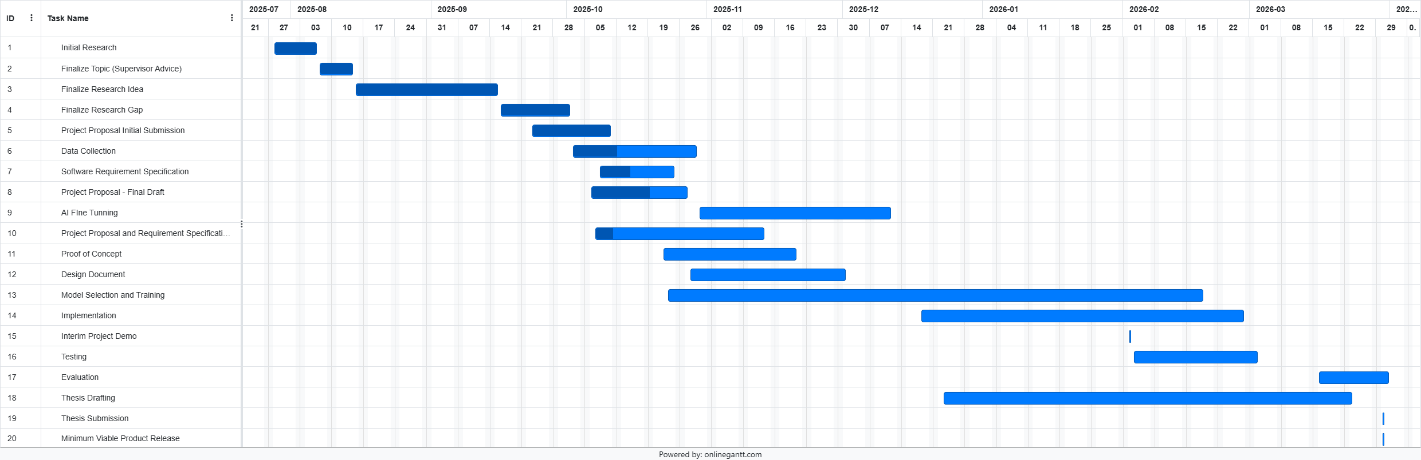 ID Task Name 2025-07 2025-08 2025-09 2025-10 2025-11 2025-12 2026-01 2026-02 2026-03 202...
21 27 03 10 17 24 31 07 14 21 28 05 12 19 26 02 09 16 23 30 07 14 21 28 04 11 18 25 01 08 15 22 01 08 15 22 29 0.
1 Initial Research
2 Finalize Topic (Supervisor Advice)
3 Finalize Research Idea
4 Finalize Research Gap
5 Project Proposal Initial Submission
6 Data Collection
7 Software Requirement Specification
8 Project Proposal - Final Draft
9 AI FIne Tunning
10 Project Proposal and Requirement Specificati...
11 Proof of Concept
12 Design Document
13 Model Selection and Training
14 Implementation
15 Interim Project Demo
16 Testing
17 Evaluation
18 Thesis Drafting
19 Thesis Submission
20 Minimum Viable Product Release
Powered by: onlinegantt.com